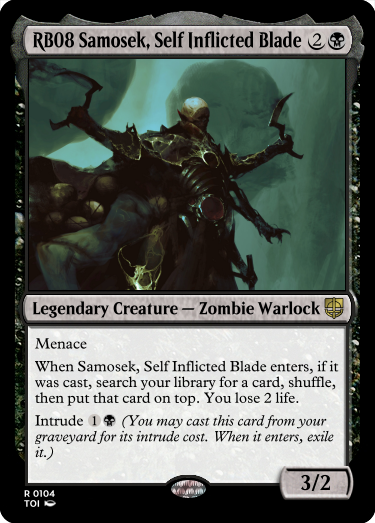 RB08 Samosek, Self Inflicted Blade 2
Legendary Creature — Zombie Warlock
Menace
When Samosek, Self Inflicted Blade enters, if it
was cast, search your library for a card, shuffle,
then put that card on top. You lose 2 life.
Intrude 1 (You may cast this card from your
graveyard for its intrude cost. When it enters, exile
it.)
3/2
R 0104
TOI